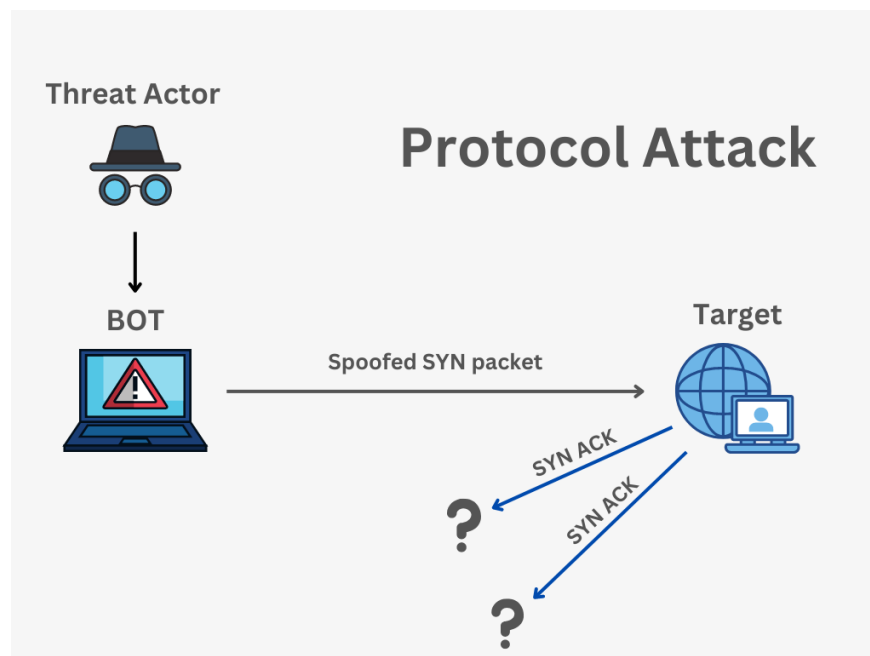 Threat Actor
Protocol Attack
BOT
Target
Spoofed SYN packet
SYN ACK
SYN ACK
?
?